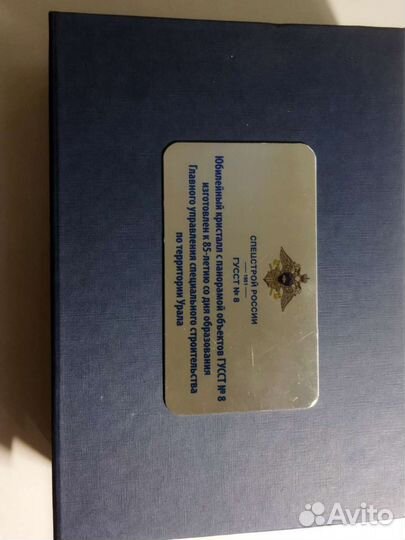 СПЕЦСТРОЙ РОССИИ
1951
ГУССТ № 8
Юбилейный кристалл с панорамой объектов ГУССТ № 8
изготовлен к 85-летию со дня образования
Главного управления специального строительства
по территории Урала
Avito